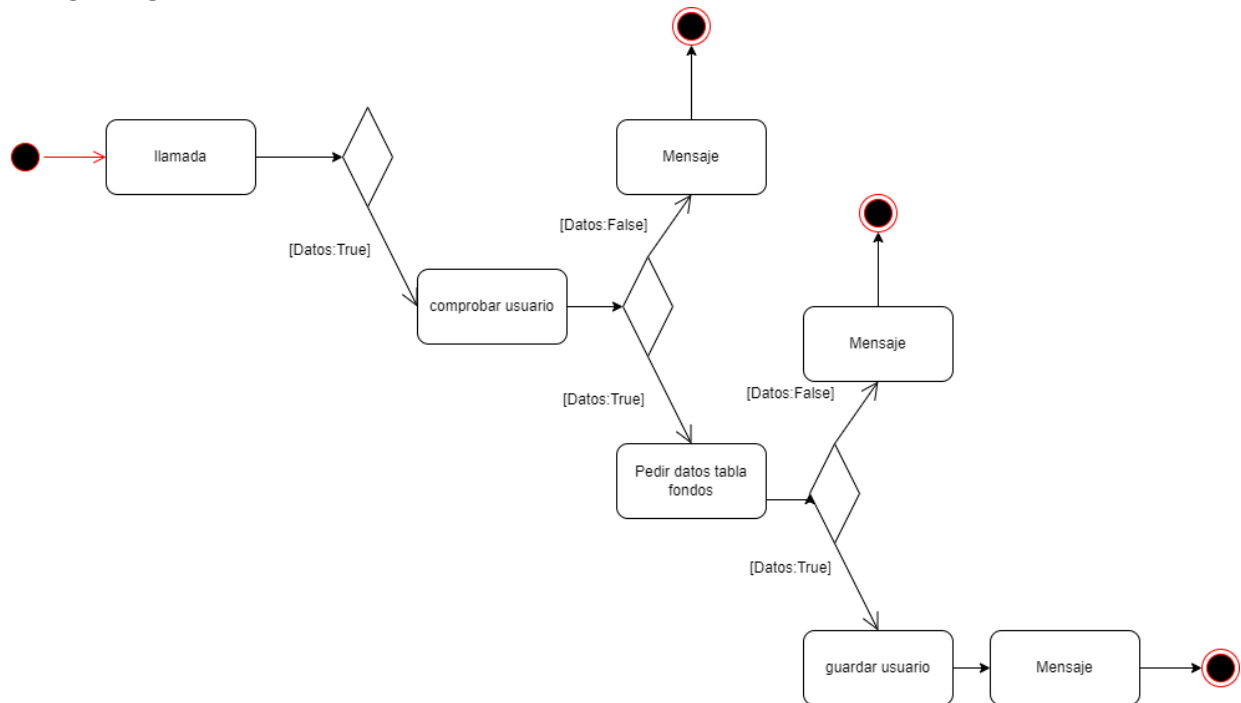 llamada
Mensaje
[Datos:False]
[Datos:True]
comprobar usuario
Mensaje
[Datos:True]
[Datos:False]
Pedir datos tabla
fondos
[Datos:True]
guardar usuario
Mensaje